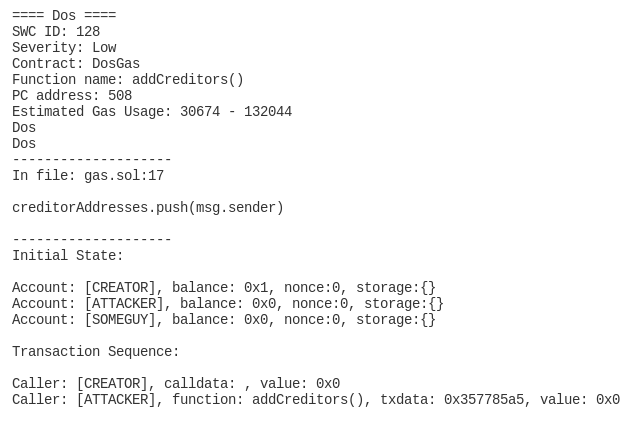 ==== Dos ====
SWC ID: 128
Severity: Low
Contract: DosGas
Function name: addCreditors()
PC address: 508
Estimated Gas Usage: 30674 - 132044
Dos
Dos
--------------------
In file: gas.sol:17
creditorAddresses.push(msg.sender)
--------------------
Initial State:
Account: [CREATOR], balance: 0x1, nonce:0, storage:{}
Account: [ATTACKER], balance: 0x0, nonce:0, storage:{}
Account: [SOMEGUY], balance: 0x0, nonce:0, storage:{}
Transaction Sequence:
Caller: [CREATOR], calldata: , value: 0x0
Caller: [ATTACKER], function: addCreditors(), txdata: 0x357785a5, value: 0x0